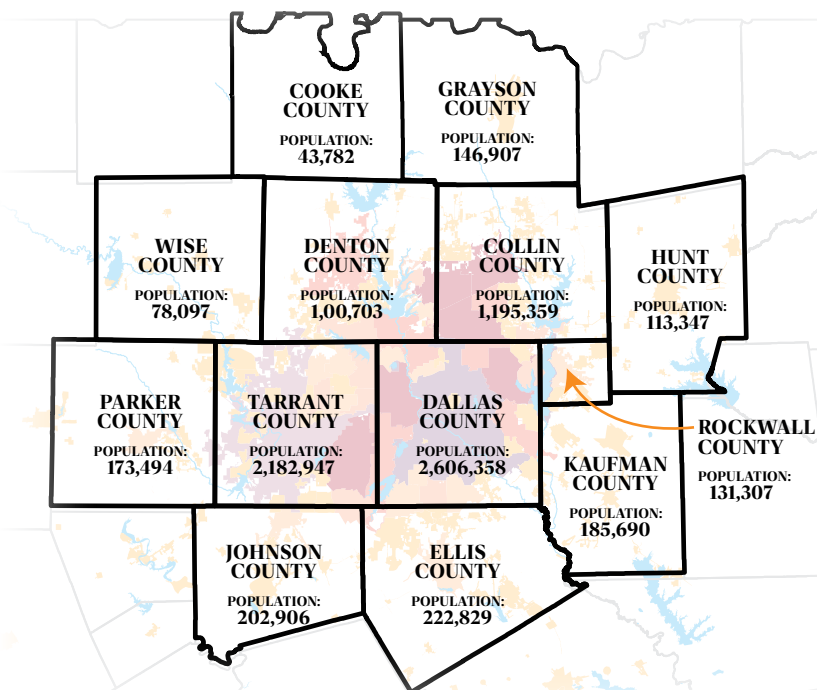 COOKE
COUNTY
POPULATION:
43,782
GRAYSON
COUNTY
POPULATION:
146,907
WISE
COUNTY
POPULATION:
78,097
DENTON
COUNTY
POPULATION:
1,00,703
COLLIN
COUNTY
POPULATION:
1,195,359
HUNT
COUNTY
POPULATION:
113,347
PARKER
COUNTY
POPULATION:
173,494
TARRANT
COUNTY
POPULATION:
2,182,947
DALLAS
COUNTY
POPULATION:
2,606,358
ROCKWALL
COUNTY
POPULATION:
131,307
KAUFMAN
COUNTY
POPULATION:
185,690
JOHNSON
COUNTY
POPULATION:
202,906
ELLIS
COUNTY
POPULATION:
222,829